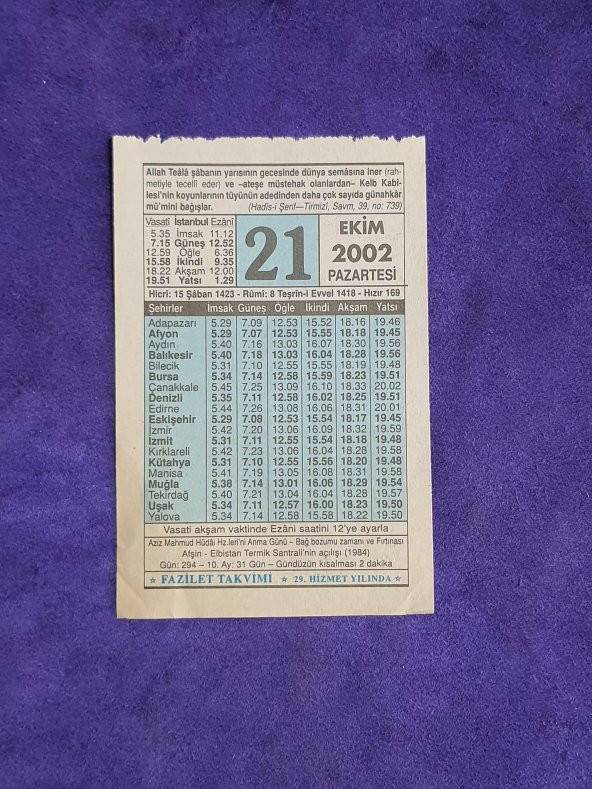 Allah Teâlâ şâbanın yarısının gecesinde dünya semâsına iner (rah-
metiyle tecellî eder) ve –ateşe müstehak olanlardan– Kelb Kabi-
lesi'nin koyunlarının tüyünün adedinden daha çok sayıda günahkâr
mü'mini bağışlar. (Hadîs-i Şerif—Tirmizî, Savm, 39, no: 739)
Vasatî İstanbul Ezânî
5.35 İmsak 11.12
7.15 Güneş 12.52
12.59 Öğle 6.36
15.58 İkindi 9.35
18.22 Akşam 12.00
19.51 Yatsı 1.29
21
EKİM
2002
PAZARTESİ
Hicrî: 15 Şâban 1423 - Rûmî: 8 Teşrîn-i Evvel 1418 - Hızır 169
Şehirler İmsak Güneş Öğle İkindi Akşam Yatsı
Adapazarı 5.29 7.09 12.53 15.52 18.16 19.46
Afyon 5.29 7.07 12.53 15.55 18.18 19.45
Aydın 5.40 7.16 13.03 16.07 18.30 19.56
Balıkesir 5.40 7.18 13.03 16.04 18.28 19.56
Bilecik 5.31 7.10 12.55 15.55 18.19 19.48
Bursa 5.34 7.14 12.58 15.59 18.23 19.51
Çanakkale 5.45 7.25 13.09 16.10 18.33 20.02
Denizli 5.35 7.11 12.58 16.02 18.25 19.51
Edirne 5.44 7.26 13.08 16.06 18.31 20.01
Eskişehir 5.29 7.08 12.53 15.54 18.17 19.45
İzmir 5.42 7.20 13.06 16.09 18.32 19.59
İzmit 5.31 7.11 12.55 15.54 18.18 19.48
Kırklareli 5.42 7.23 13.06 16.04 18.28 19.58
Kütahya 5.31 7.10 12.55 15.56 18.20 19.48
Manisa 5.41 7.19 13.05 16.08 18.31 19.58
Muğla 5.38 7.14 13.01 16.06 18.29 19.54
Tekirdağ 5.40 7.21 13.04 16.04 18.28 19.57
Uşak 5.34 7.11 12.57 16.00 18.23 19.50
Yalova 5.34 7.14 12.58 15.58 18.22 19.50
Vasati akşam vaktinde Ezâni saatini 12'ye ayarla
Aziz Mahmud Hüdâi Hz.leri'ni Anma Günü – Bağ bozumu zamanı ve Fırtınası
Afşin - Elbistan Termik Santrali'nin açılışı (1984)
Gün: 294 – 10. Ay: 31 Gün – Gündüzün kısalması 2 dakika
★ FAZİLET TAKVİMİ ★ 29. HİZMET YILINDA ★